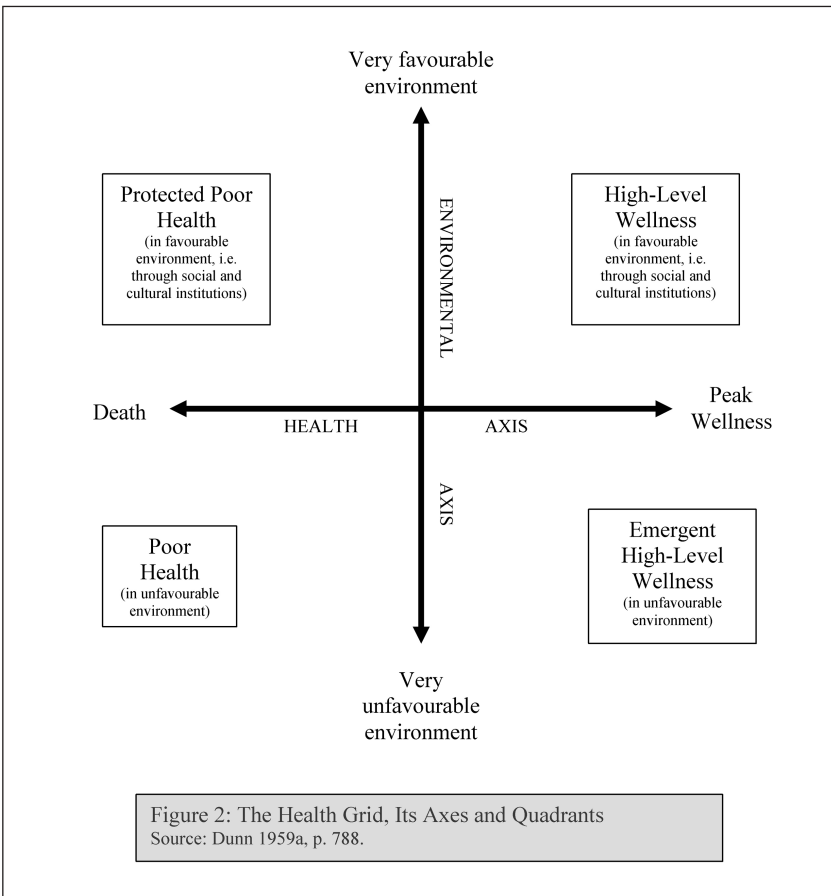 Very favourable
environment
Protected Poor
Health
(in favourable
environment, i.e.
through social and
cultural institutions)
ENVIRONMENTAL
High-Level
Wellness
(in favourable
environment, i.e.
through social and
cultural institutions)
Death
HEALTH
AXIS
Peak
Wellness
Poor
Health
(in unfavourable
environment)
AXIS
Emergent
High-Level
Wellness
(in unfavourable
environment)
Very
unfavourable
environment
Figure 2: The Health Grid, Its Axes and Quadrants
Source: Dunn 1959a, p. 788.